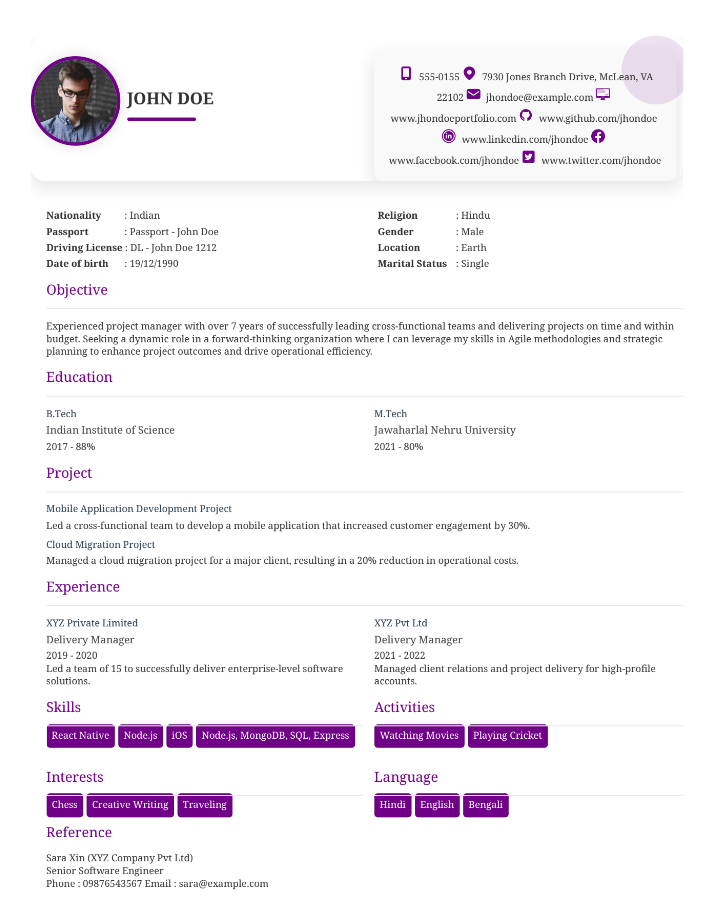 JOHN DOE
555-0155 7930 Jones Branch Drive, McLean, VA
22102 jhondoe@example.com
www.jhondoeportfolio.com www.github.com/jhondoe
www.linkedin.com/jhondoe
www.facebook.com/jhondoe www.twitter.com/jhondoe
Nationality : Indian
Passport : Passport - John Doe
Driving License : DL - John Doe 1212
Date of birth : 19/12/1990
Religion : Hindu
Gender : Male
Location : Earth
Marital Status : Single
Objective
Experienced project manager with over 7 years of successfully leading cross-functional teams and delivering projects on time and within
budget. Seeking a dynamic role in a forward-thinking organization where I can leverage my skills in Agile methodologies and strategic
planning to enhance project outcomes and drive operational efficiency.
Education
B.Tech
Indian Institute of Science
2017 - 88%
M.Tech
Jawaharlal Nehru University
2021 - 80%
Project
Mobile Application Development Project
Led a cross-functional team to develop a mobile application that increased customer engagement by 30%.
Cloud Migration Project
Managed a cloud migration project for a major client, resulting in a 20% reduction in operational costs.
Experience
XYZ Private Limited
Delivery Manager
2019 - 2020
Led a team of 15 to successfully deliver enterprise-level software
solutions.
XYZ Pvt Ltd
Delivery Manager
2021 - 2022
Managed client relations and project delivery for high-profile
accounts.
Skills
React Native Node.js iOS Node.js, MongoDB, SQL, Express
Activities
Watching Movies Playing Cricket
Interests
Chess Creative Writing Traveling
Language
Hindi English Bengali
Reference
Sara Xin (XYZ Company Pvt Ltd)
Senior Software Engineer
Phone : 09876543567 Email : sara@example.com